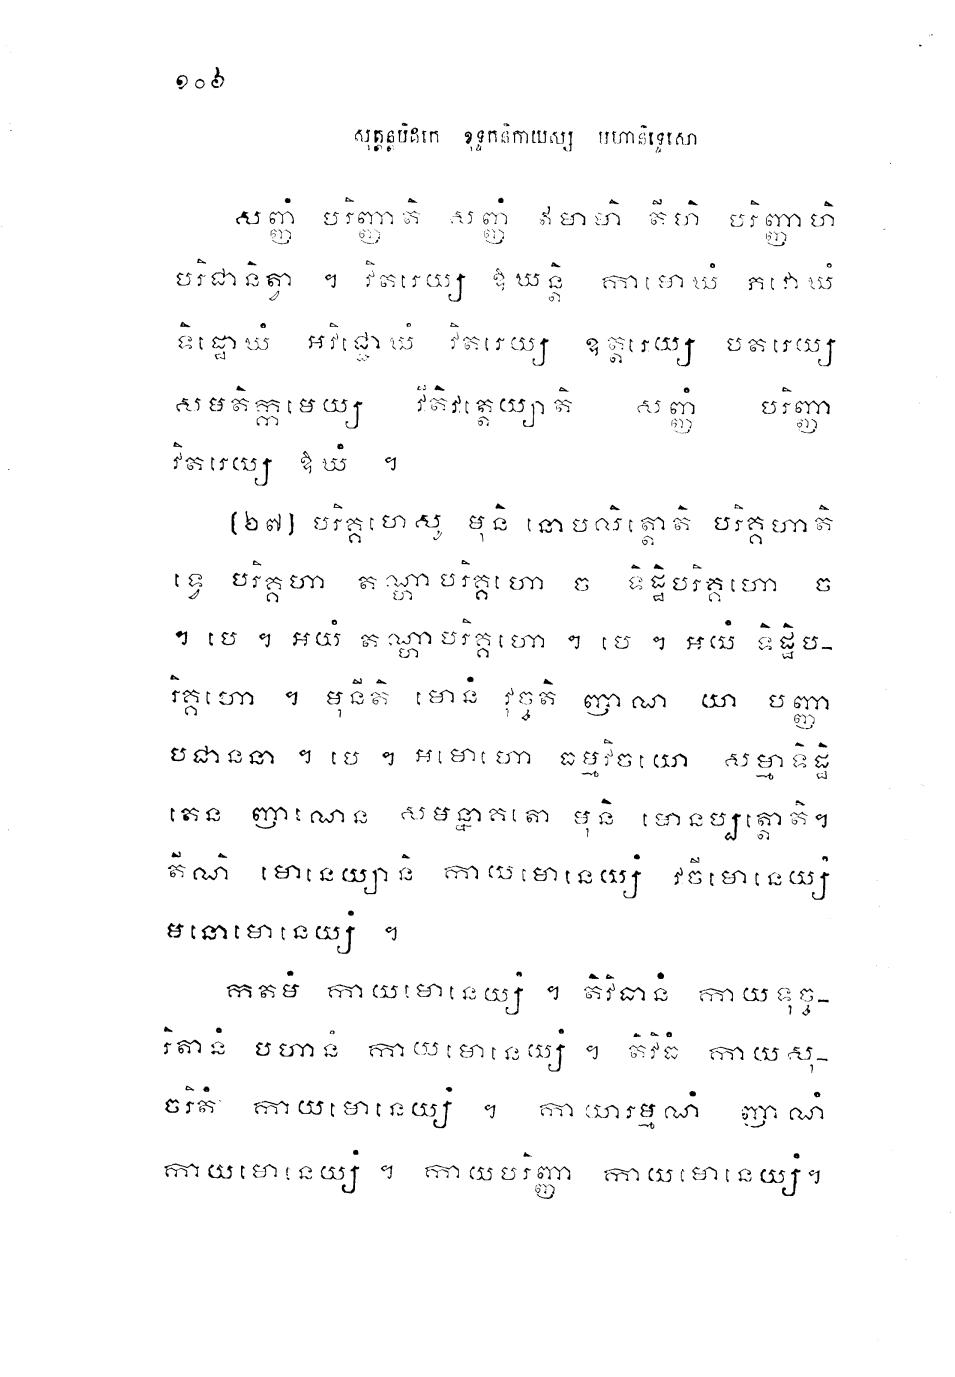 ១០៦
សុត្តន្តបិដកេ ខុទ្ទកនិកាយស្ស មហានិទ្ទេសោ
សញ្ញំ បរិញ្ញាតិ សញ្ញំ ឥមាហិ តីហិ បរិញ្ញាហិ
បរិជានិត្វា ។ វិតរេយ្យ ឱឃន្តិ កាមោឃំ ភវោឃំ
ទិដ្ឋោឃំ អវិជ្ជោឃំ វិតរេយ្យ ឧត្តរេយ្យ បតរេយ្យ
សមតិក្កមេយ្យ វីតិវត្តេយ្យាតិ សញ្ញំ បរិញ្ញា
វិតរេយ្យ ឱឃំ ។
(២៧) បរិគ្គហេសុ មុនិ នោបលិត្តោតិ បរិគ្គហាតិ
ទ្វេ បរិគ្គហា តណ្ហាបរិគ្គហោ ច ទិដ្ឋិបរិគ្គហោ ច
។ បេ ។ អយំ តណ្ហាបរិគ្គហោ ។ បេ ។ អយំ ទិដ្ឋិប-
រិគ្គហោ ។ មុនីតិ មោនំ វុច្ចតិ ញាណ យា បញ្ញា
បជាននា ។ បេ ។ អមោហោ ធម្មវិចយោ សម្មាទិដ្ឋិ
តេន ញាណេន សមន្នាគតោ មុនិ មោនប្បត្តោតិ។
តីណិ មោនេយ្យានិ កាយមោនេយ្យំ វចីមោនេយ្យំ
មនោមោនេយ្យំ ។
កតមំ កាយមោនេយ្យំ ។ តិវិធានំ កាយទុច្ច-
រិតានំ បហានំ កាយមោនេយ្យំ ។ តិវិធំ កាយសុ-
ចរិតំ កាយមោនេយ្យំ ។ កាយារម្មណំ ញាណំ
កាយមោនេយ្យំ ។ កាយបរិញ្ញា កាយមោនេយ្យំ។